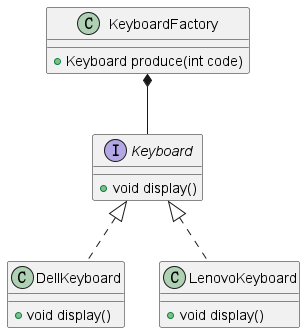 C KeyboardFactory
+ Keyboard produce(int code)
I Keyboard
void display()
C DellKeyboard
void display()
C LenovoKeyboard
void display()